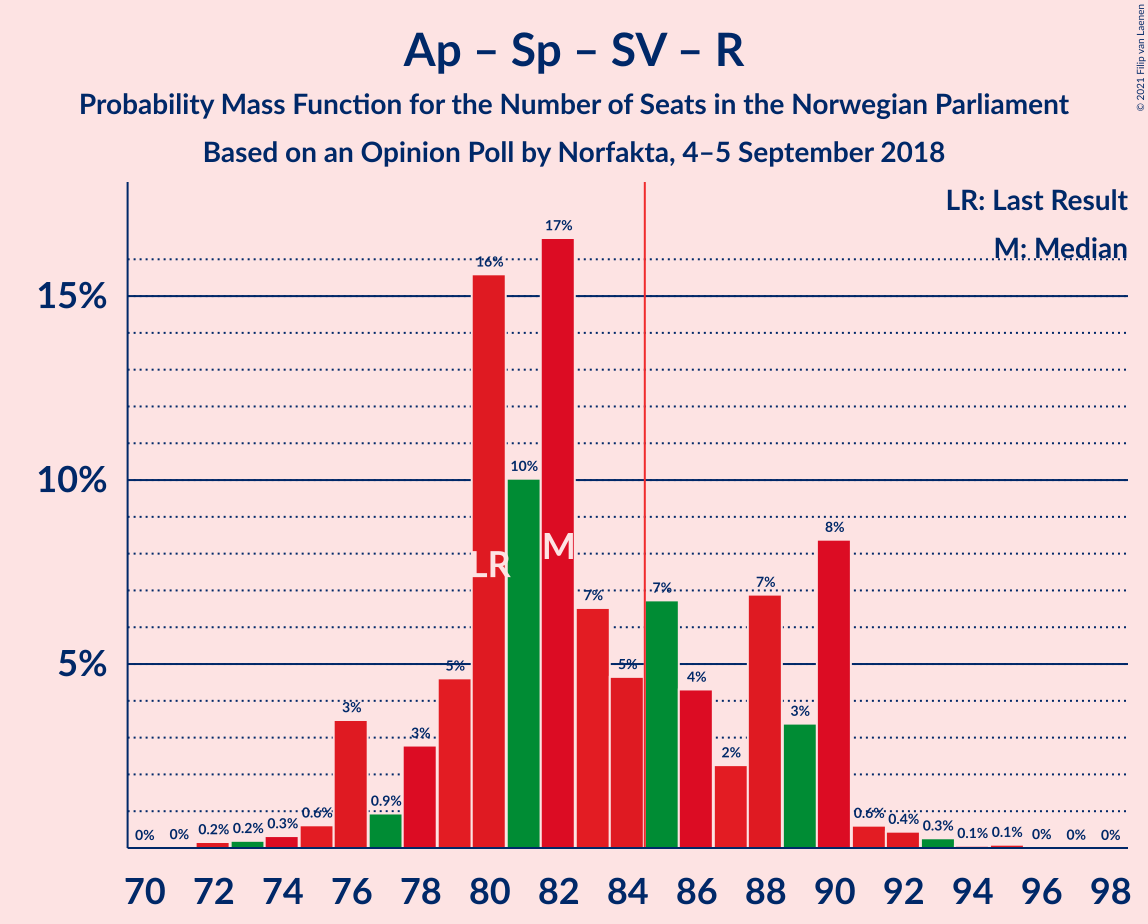 Ap – Sp – SV – R
Probability Mass Function for the Number of Seats in the Norwegian Parliament
Based on an Opinion Poll by Norfakta, 4–5 September 2018
© 2021 Filip van Laenen
LR: Last Result
M: Median
15%
10%
5%
0% 0% 0.2% 0.2% 0.3% 0.6% 3% 0.9% 3% 5% 16% 10% 17% 7% 5% 7% 4% 2% 7% 3% 8% 0.6% 0.4% 0.3% 0.1% 0.1% 0% 0% 0%
LR M
70 72 74 76 78 80 82 84 86 88 90 92 94 96 98